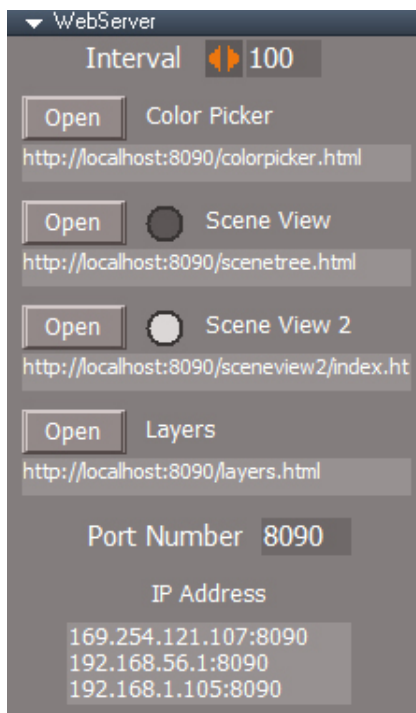 WebServer
Interval 100
Open Color Picker
http://localhost:8090/colorpicker.html
Open Scene View
http://localhost:8090/scenetree.html
Open Scene View 2
http://localhost:8090/sceneview2/index.ht
Open Layers
http://localhost:8090/layers.html
Port Number 8090
IP Address
169.254.121.107:8090
192.168.56.1:8090
192.168.1.105:8090